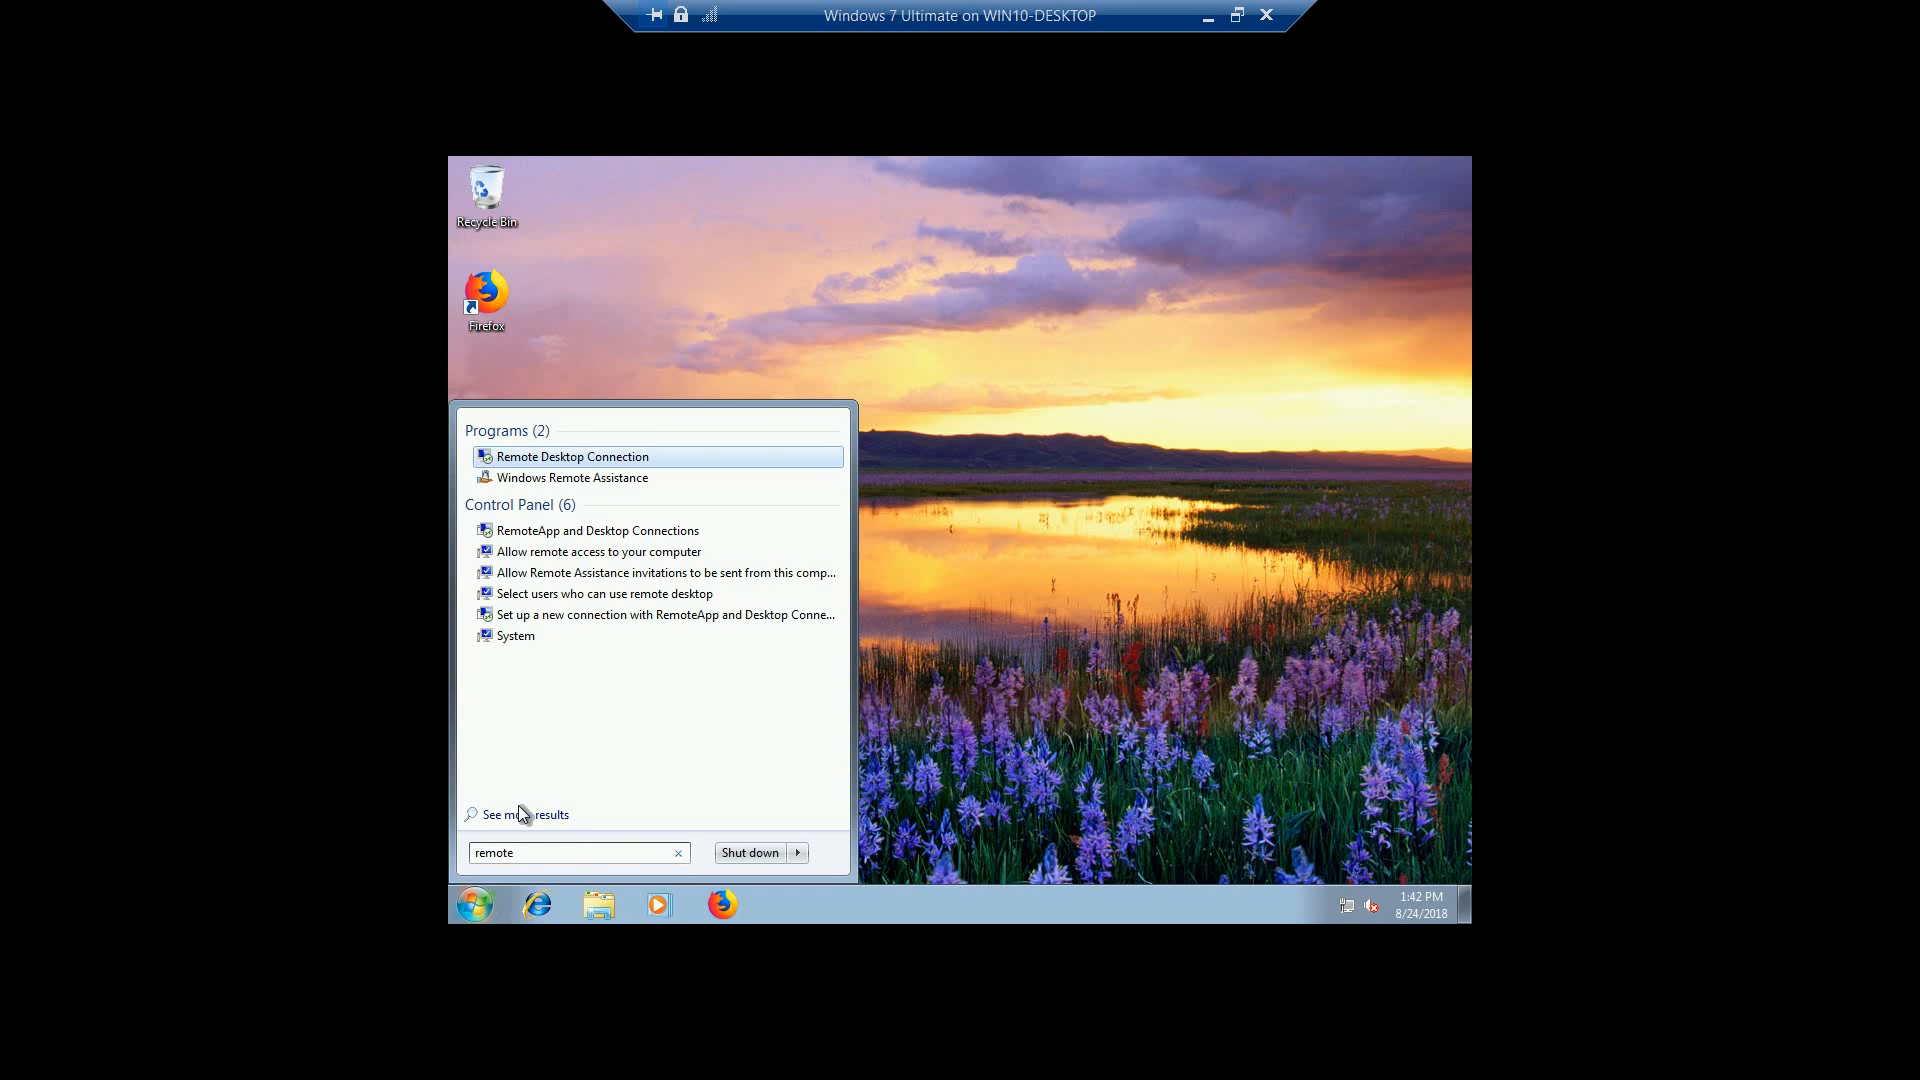 Windows 7 Ultimate on WIN10-DESKTOP
Recycle Bin
Firefox
Programs (2)
Remote Desktop Connection
Windows Remote Assistance
Control Panel (6)
RemoteApp and Desktop Connections
Allow remote access to your computer
Allow Remote Assistance invitations to be sent from this comp...
Select users who can use remote desktop
Set up a new connection with RemoteApp and Desktop Conne...
System
See more results
remote
Shut down
1:42 PM
8/24/2018